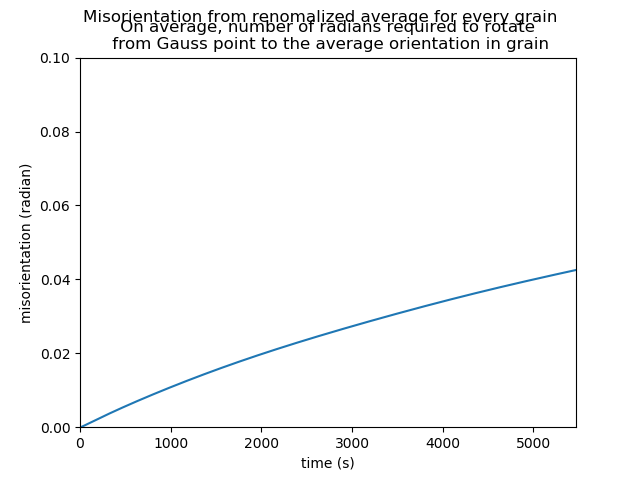 Misorientation from renomalized average for every grain
On average, number of radians required to rotate
from Gauss point to the average orientation in grain
0.10
0.08
0.06
0.04
0.02
0.00
misorientation (radian)
0 1000 2000 3000 4000 5000
time (s)